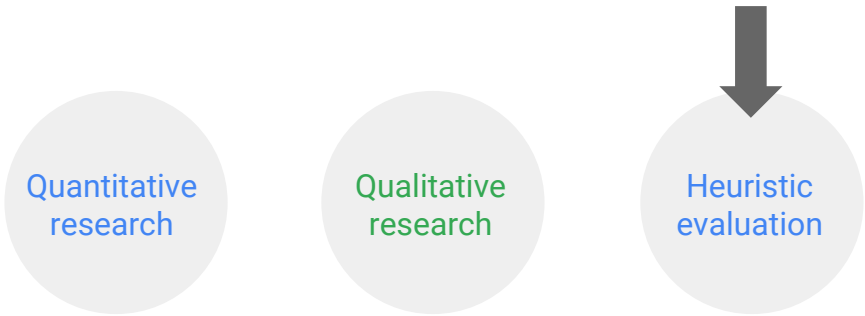 Quantitative
research
Qualitative
research
Heuristic
evaluation